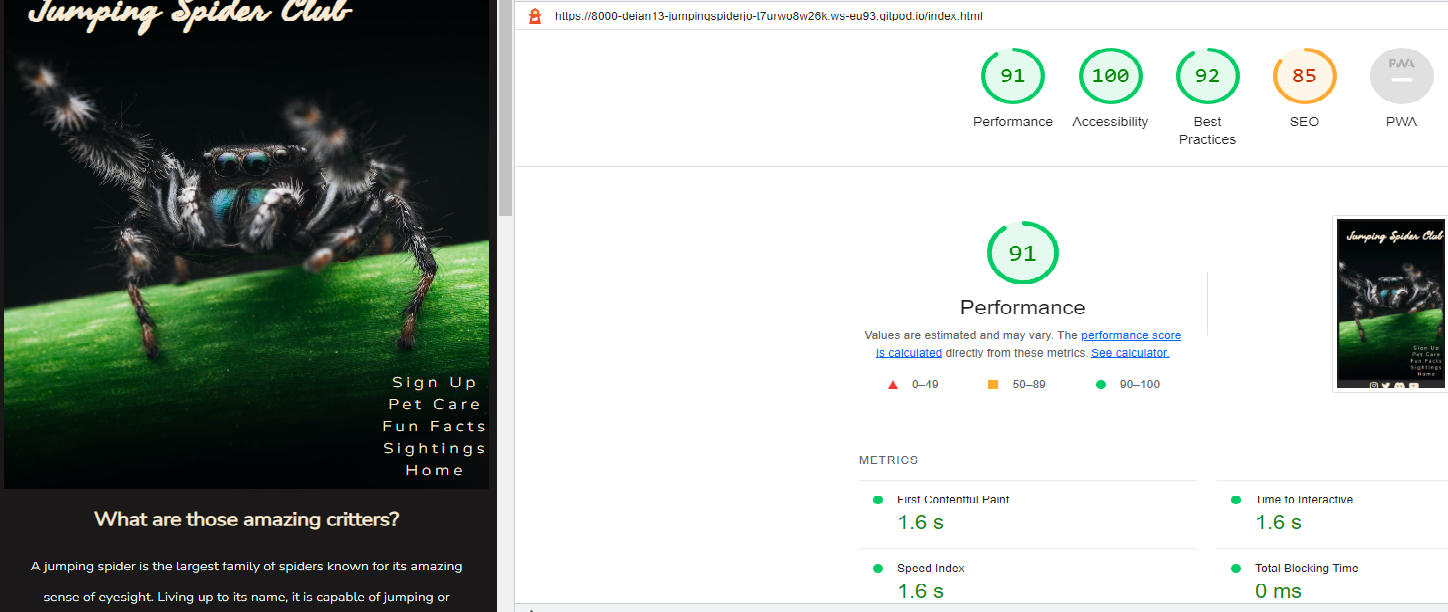 Jumping Spider Club
Sign Up
Pet Care
Fun Facts
Sightings
Home
What are those amazing critters?
A jumping spider is the largest family of spiders known for its amazing
sense of eyesight. Living up to its name, it is capable of jumping or
https://8000-deian13-jumpingspiderjo-l7urwo8w26k.ws-eu93.gitpod.io/index.html
91
100
92
85
PWA
Performance
Accessibility
Best
Practices
SEO
PWA
91
Performance
Values are estimated and may vary. The performance score
is calculated directly from these metrics. See calculator.
0–49
50–89
90–100
Jumping Spider Club
Sign Up
Pet Care
Fun Facts
Sightings
Home
METRICS
First Contentful Paint
1.6 s
Time to Interactive
1.6 s
Speed Index
1.6 s
Total Blocking Time
0 ms